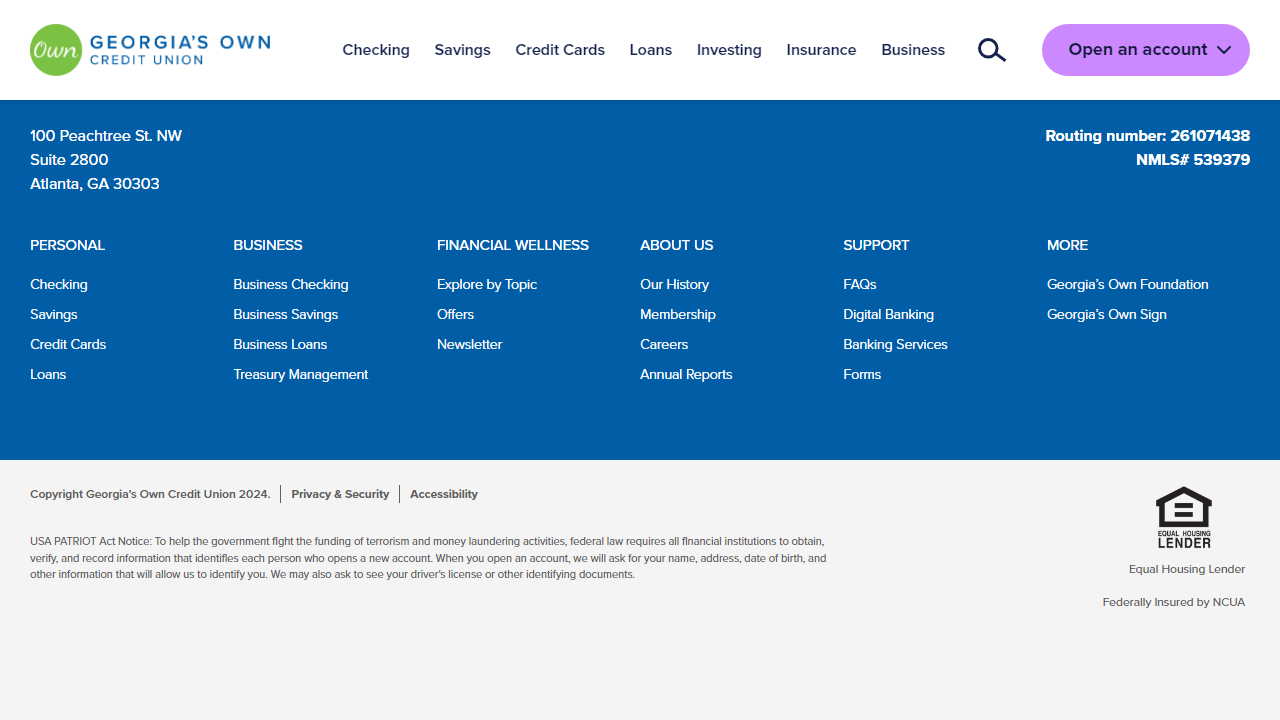 Own GEORGIA'S OWN
CREDIT UNION
Checking Savings Credit Cards Loans Investing Insurance Business Open an account
100 Peachtree St. NW
Suite 2800
Atlanta, GA 30303
Routing number: 261071438
NMLS# 539379
PERSONAL
Checking
Savings
Credit Cards
Loans
BUSINESS
Business Checking
Business Savings
Business Loans
Treasury Management
FINANCIAL WELLNESS
Explore by Topic
Offers
Newsletter
ABOUT US
Our History
Membership
Careers
Annual Reports
SUPPORT
FAQs
Digital Banking
Banking Services
Forms
MORE
Georgia's Own Foundation
Georgia's Own Sign
Copyright Georgia's Own Credit Union 2024. Privacy & Security Accessibility
USA PATRIOT Act Notice: To help the government fight the funding of terrorism and money laundering activities, federal law requires all financial institutions to obtain,
verify, and record information that identifies each person who opens a new account. When you open an account, we will ask for your name, address, date of birth, and
other information that will allow us to identify you. We may also ask to see your driver's license or other identifying documents.
EQUAL HOUSING
LENDER
Equal Housing Lender
Federally Insured by NCUA